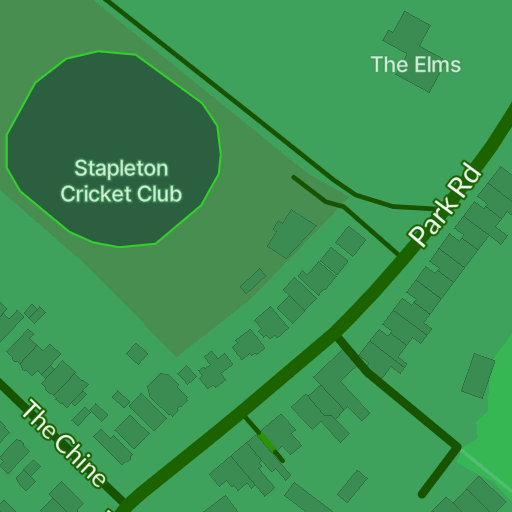 The Elms
Stapleton
Cricket Club
Park Rd
The Chine